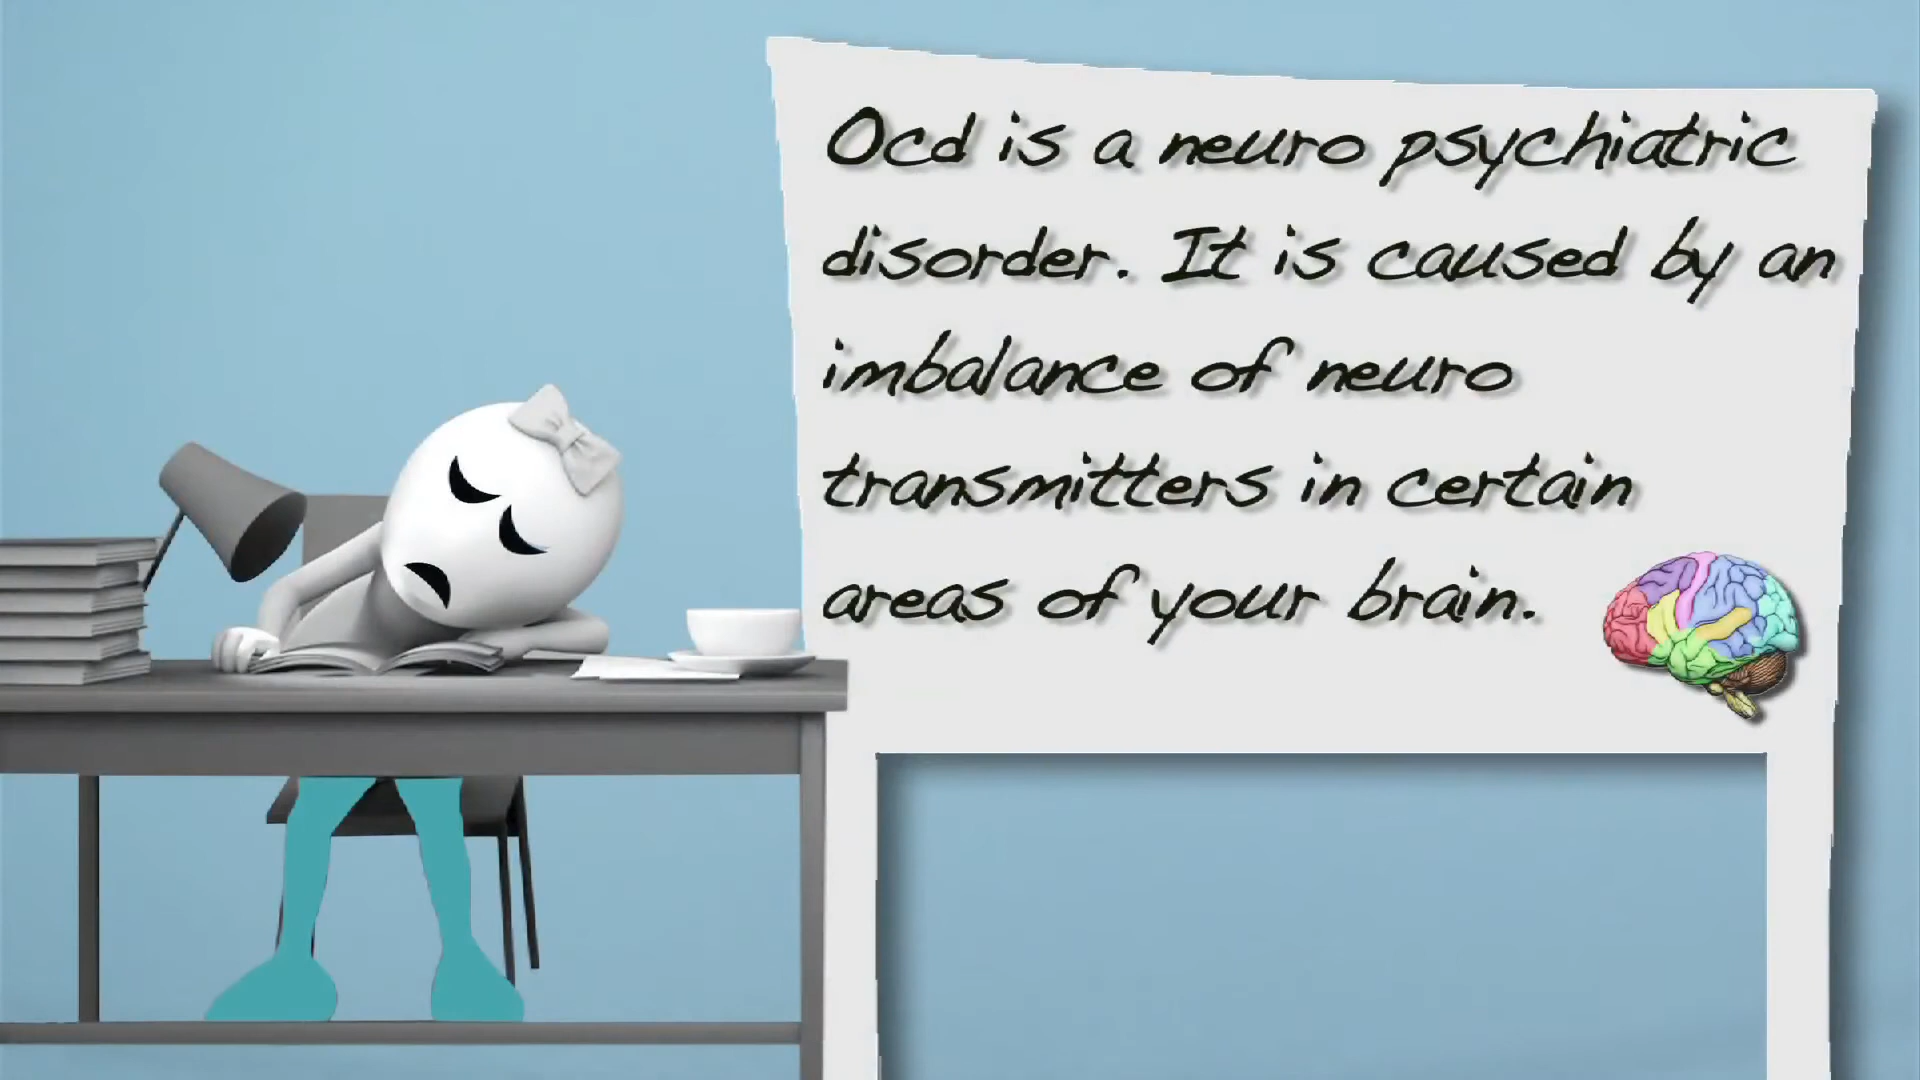 Ocd is a neuro psychiatric
disorder. It is caused by an
imbalance of neuro
transmitters in certain
areas of your brain.